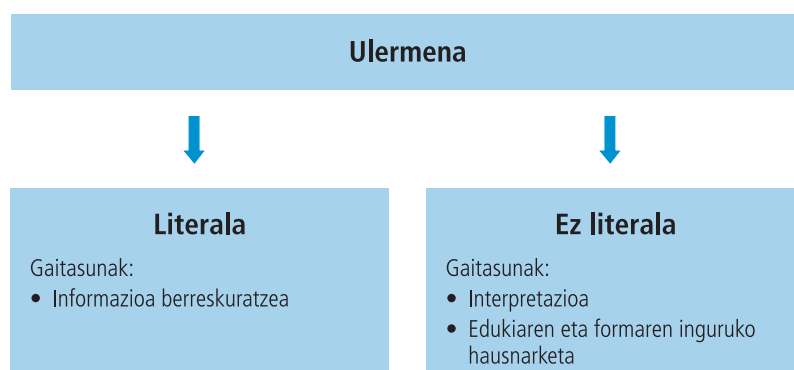 Ulermena
Literala
Gaitasunak:
• Informazioa berreskuratzea
Ez literala
Gaitasunak:
• Interpretazioa
• Edukiaren eta formaren inguruko
hausnarketa